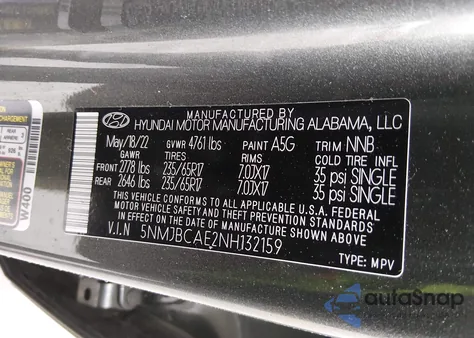 MANUFACTURED BY
HYUNDAI MOTOR MANUFACTURING ALABAMA, LLC
May/18/22 GVWR 4761 lbs PAINT A5G TRIM NNB
GAWR TIRES RIMS COLD TIRE INFL
FRONT 2778 lbs 235/65R17 7.0JX17 35 psi SINGLE
REAR 2646 lbs 235/65R17 7.0JX17 35 psi SINGLE
THIS VEHICLE CONFORMS TO ALL APPLICABLE U.S.A. FEDERAL
MOTOR VEHICLE SAFETY AND THEFT PREVENTION STANDARDS
IN EFFECT ON THE DATE OF MANUFACTURE SHOWN ABOVE.
V.I.N 5NMJBCAE2NH132159
TYPE: MPV
W400
autoSnap